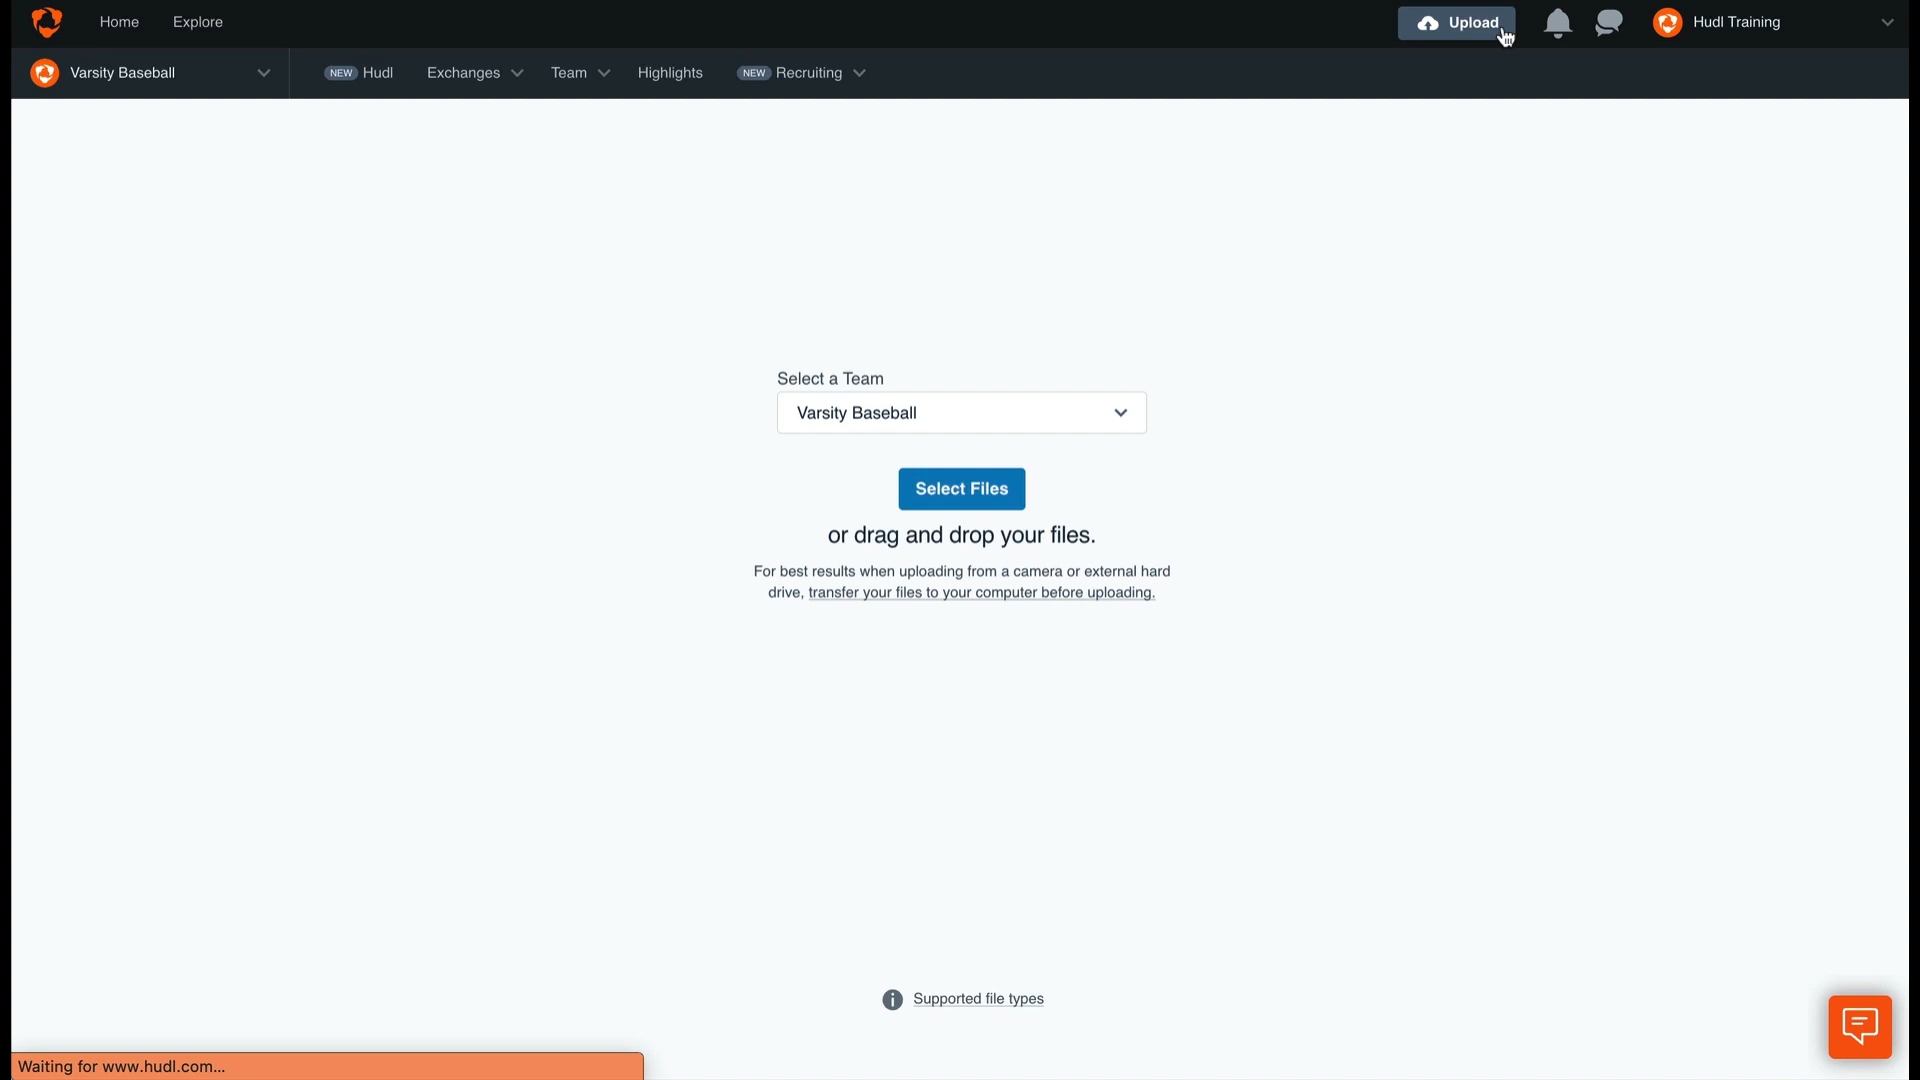 Home Explore Upload Hudl Training
Varsity Baseball NEW Hudl Exchanges Team Highlights NEW Recruiting
Select a Team
Varsity Baseball
Select Files
or drag and drop your files.
For best results when uploading from a camera or external hard
drive, transfer your files to your computer before uploading.
Supported file types
Waiting for www.hudl.com...